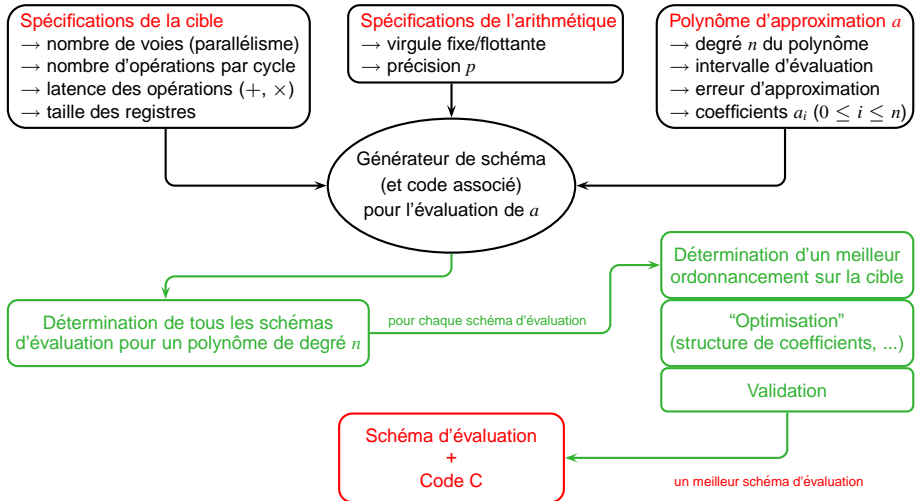 Spécifications de la cible
→ nombre de voies (parallélisme)
→ nombre d'opérations par cycle
→ latence des opérations (+, ×)
→ taille des registres
Spécifications de l'arithmétique
→ virgule fixe/flottante
→ précision p
Polynôme d'approximation a
→ degré n du polynôme
→ intervalle d'évaluation
→ erreur d'approximation
→ coefficients aᵢ (0 ≤ i ≤ n)
Générateur de schéma
(et code associé)
pour l'évaluation de a
Détermination de tous les schémas
d'évaluation pour un polynôme de degré n
pour chaque schéma d'évaluation
Détermination d'un meilleur
ordonnancement sur la cible
“Optimisation”
(structure de coefficients, ...)
Validation
Schéma d'évaluation
+
Code C
un meilleur schéma d'évaluation